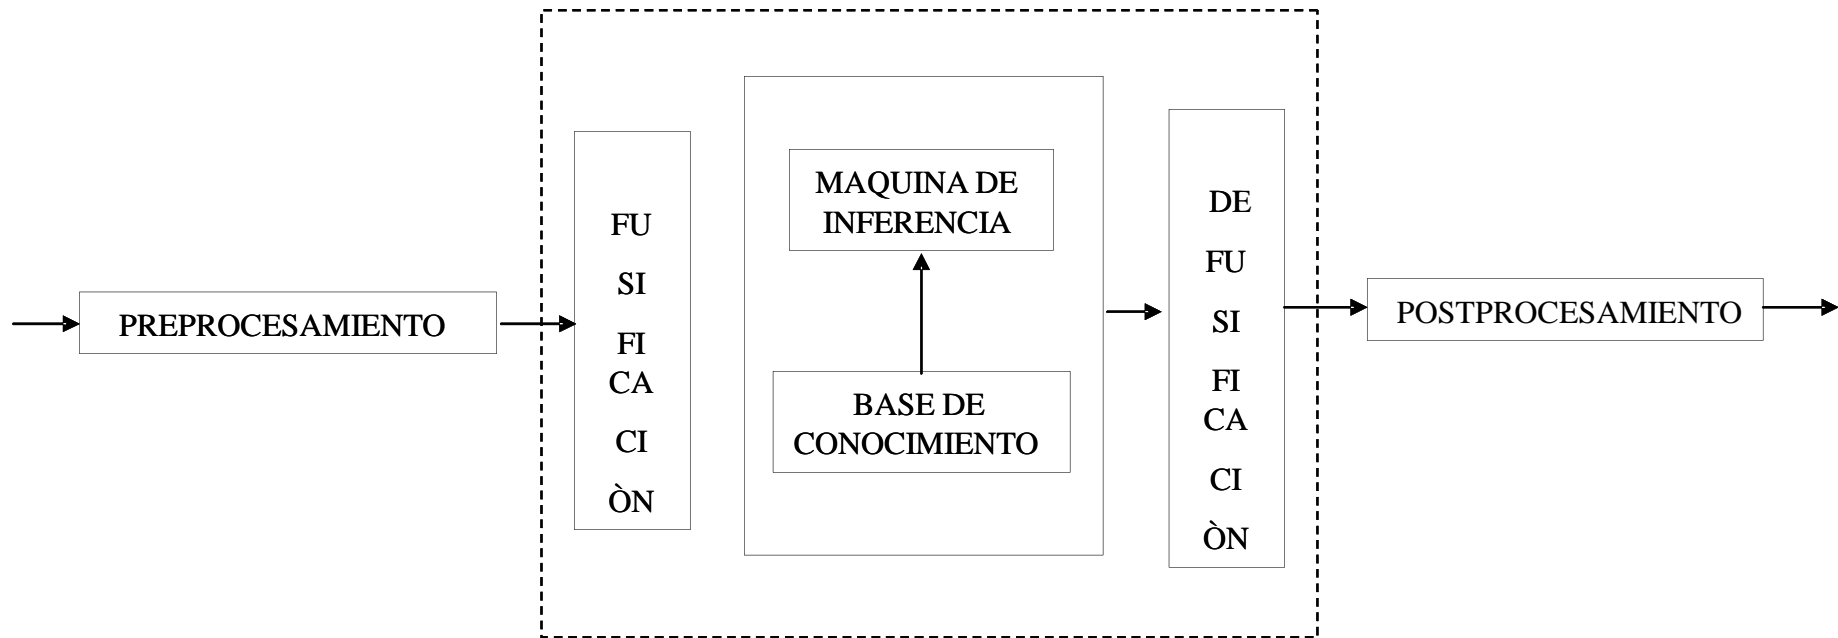 PREPROCESAMIENTO
FU
SI
FI
CA
CI
ÒN
MAQUINA DE
INFERENCIA
BASE DE
CONOCIMIENTO
DE
FU
SI
FI
CA
CI
ÒN
POSTPROCESAMIENTO